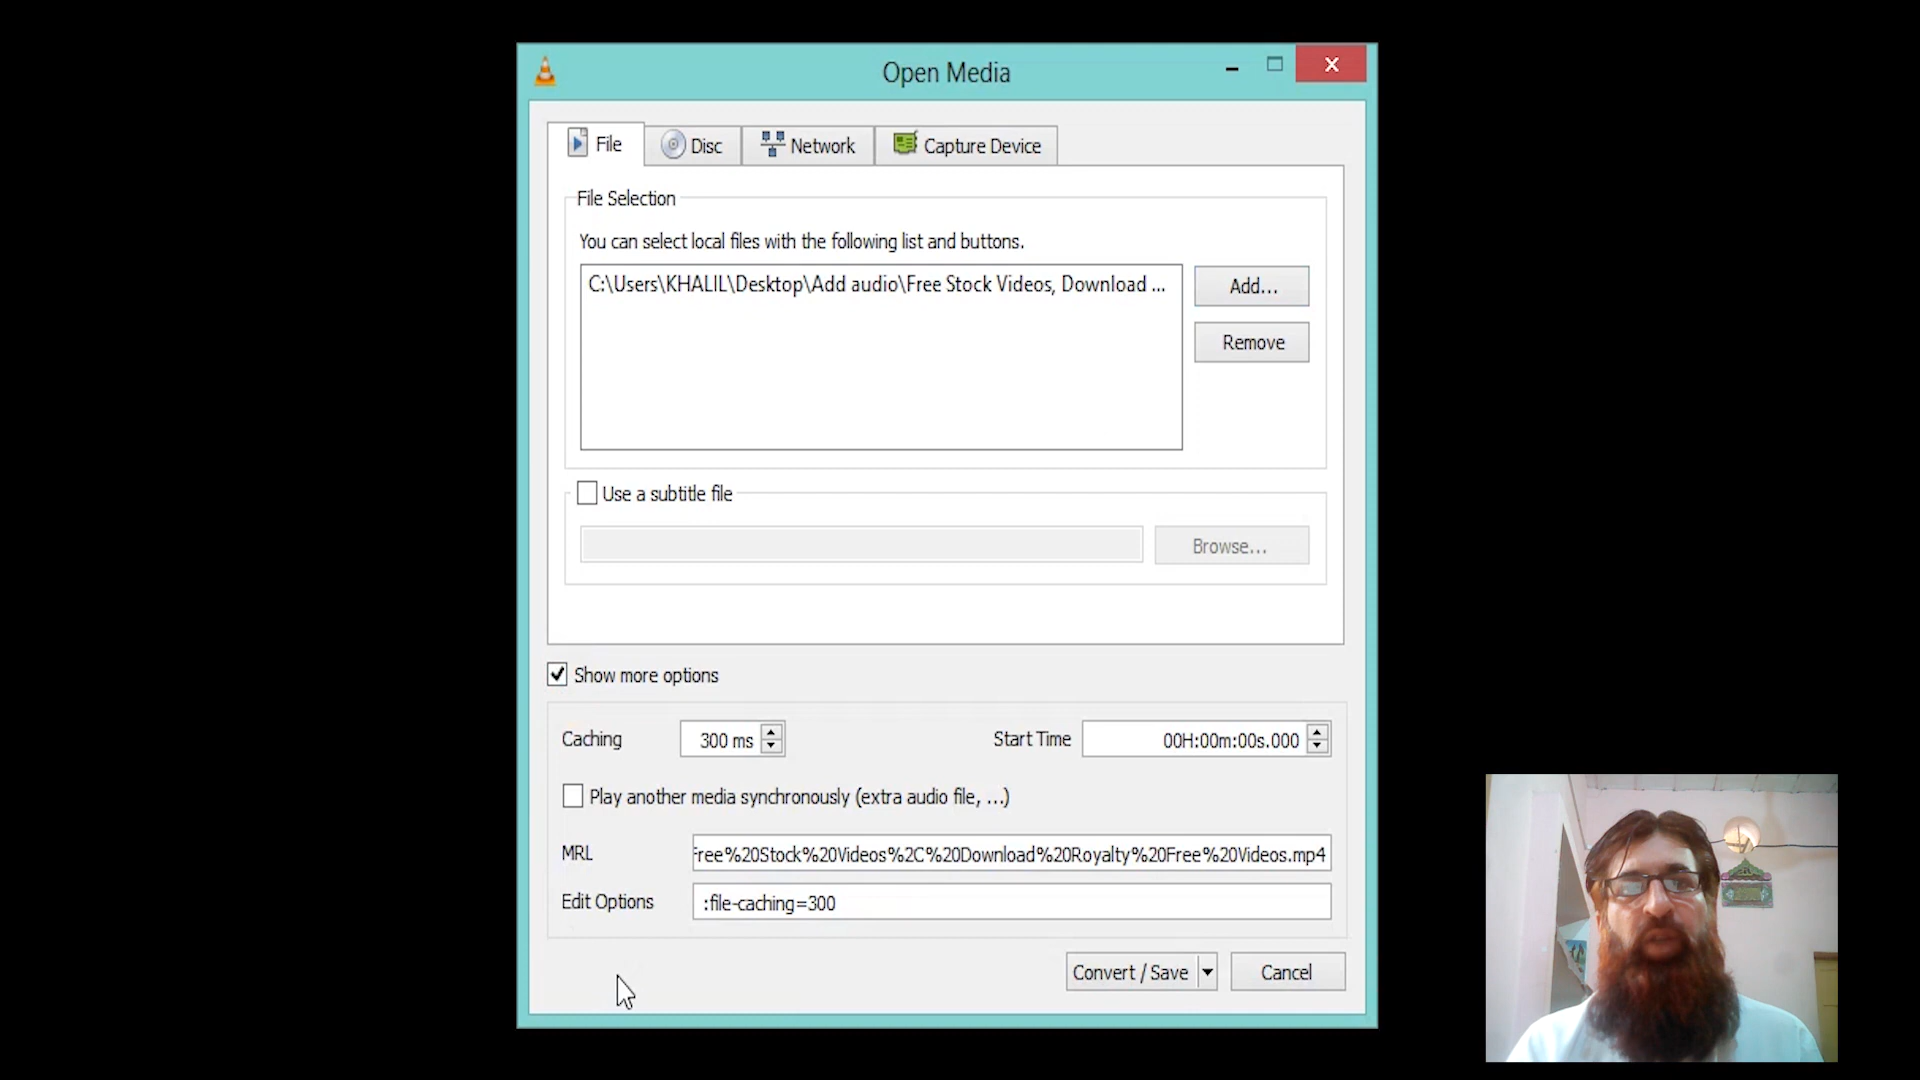 Open Media
File
Disc
Network
Capture Device
File Selection
You can select local files with the following list and buttons.
C:\Users\KHALIL\Desktop\Add audio\Free Stock Videos, Download ...
Add...
Remove
Use a subtitle file
Browse...
Show more options
Caching
300 ms
Start Time
00H:00m:00s.000
Play another media synchronously (extra audio file, ...)
MRL
Free%20Stock%20Videos%2C%20Download%20Royalty%20Free%20Videos.mp4
Edit Options
:file-caching=300
Convert / Save
Cancel